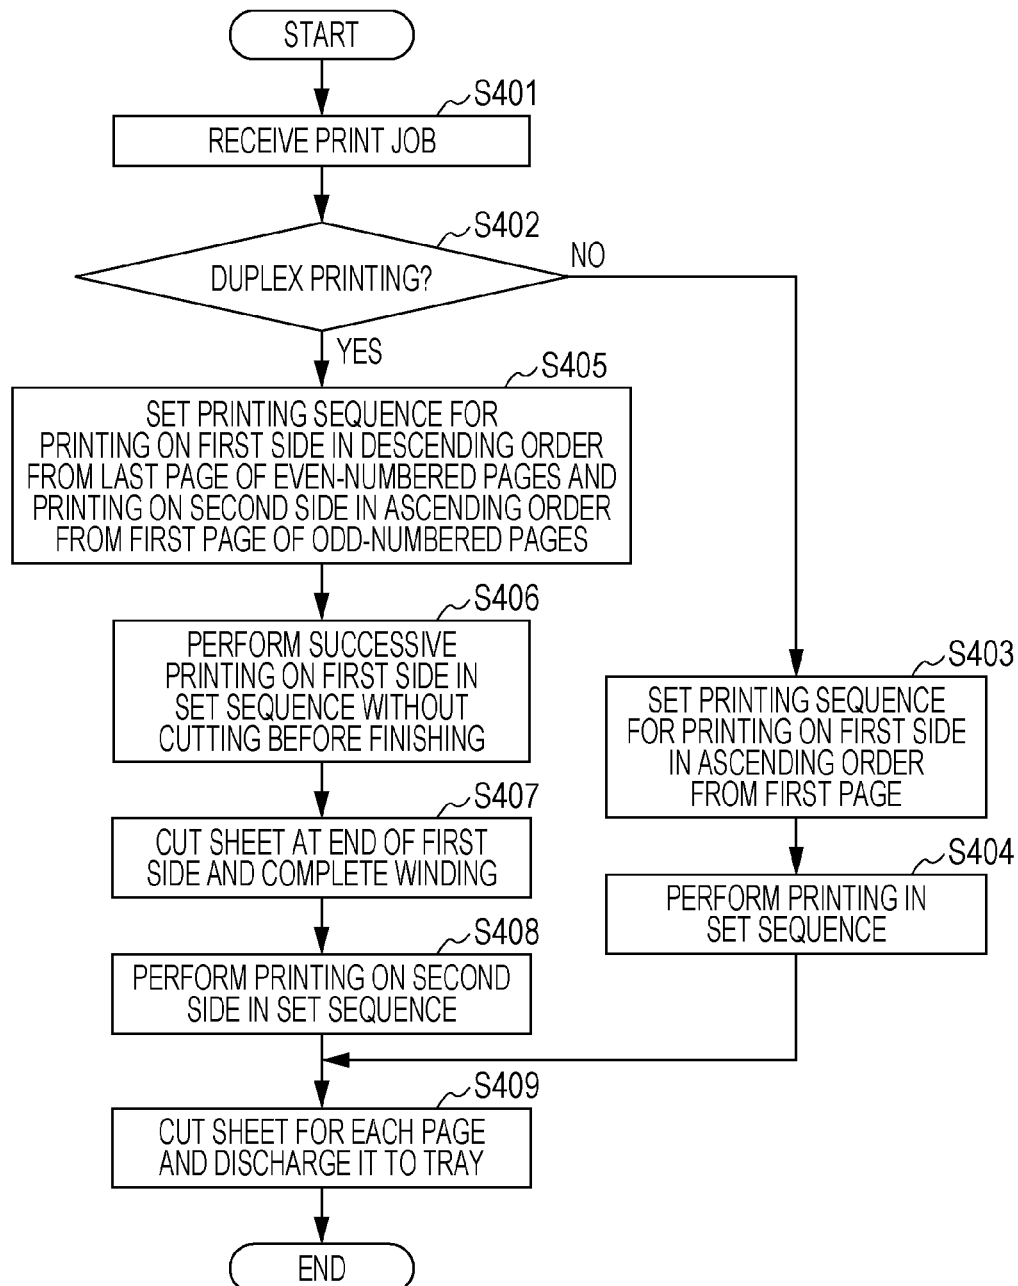 START
S401
RECEIVE PRINT JOB
S402
DUPLEX PRINTING?
NO
YES
S405
SET PRINTING SEQUENCE FOR
PRINTING ON FIRST SIDE IN DESCENDING ORDER
FROM LAST PAGE OF EVEN-NUMBERED PAGES AND
PRINTING ON SECOND SIDE IN ASCENDING ORDER
FROM FIRST PAGE OF ODD-NUMBERED PAGES
S406
PERFORM SUCCESSIVE
PRINTING ON FIRST SIDE IN
SET SEQUENCE WITHOUT
CUTTING BEFORE FINISHING
S403
SET PRINTING SEQUENCE
FOR PRINTING ON FIRST SIDE
IN ASCENDING ORDER
FROM FIRST PAGE
S407
CUT SHEET AT END OF FIRST
SIDE AND COMPLETE WINDING
S404
PERFORM PRINTING IN
SET SEQUENCE
S408
PERFORM PRINTING ON SECOND
SIDE IN SET SEQUENCE
S409
CUT SHEET FOR EACH PAGE
AND DISCHARGE IT TO TRAY
END